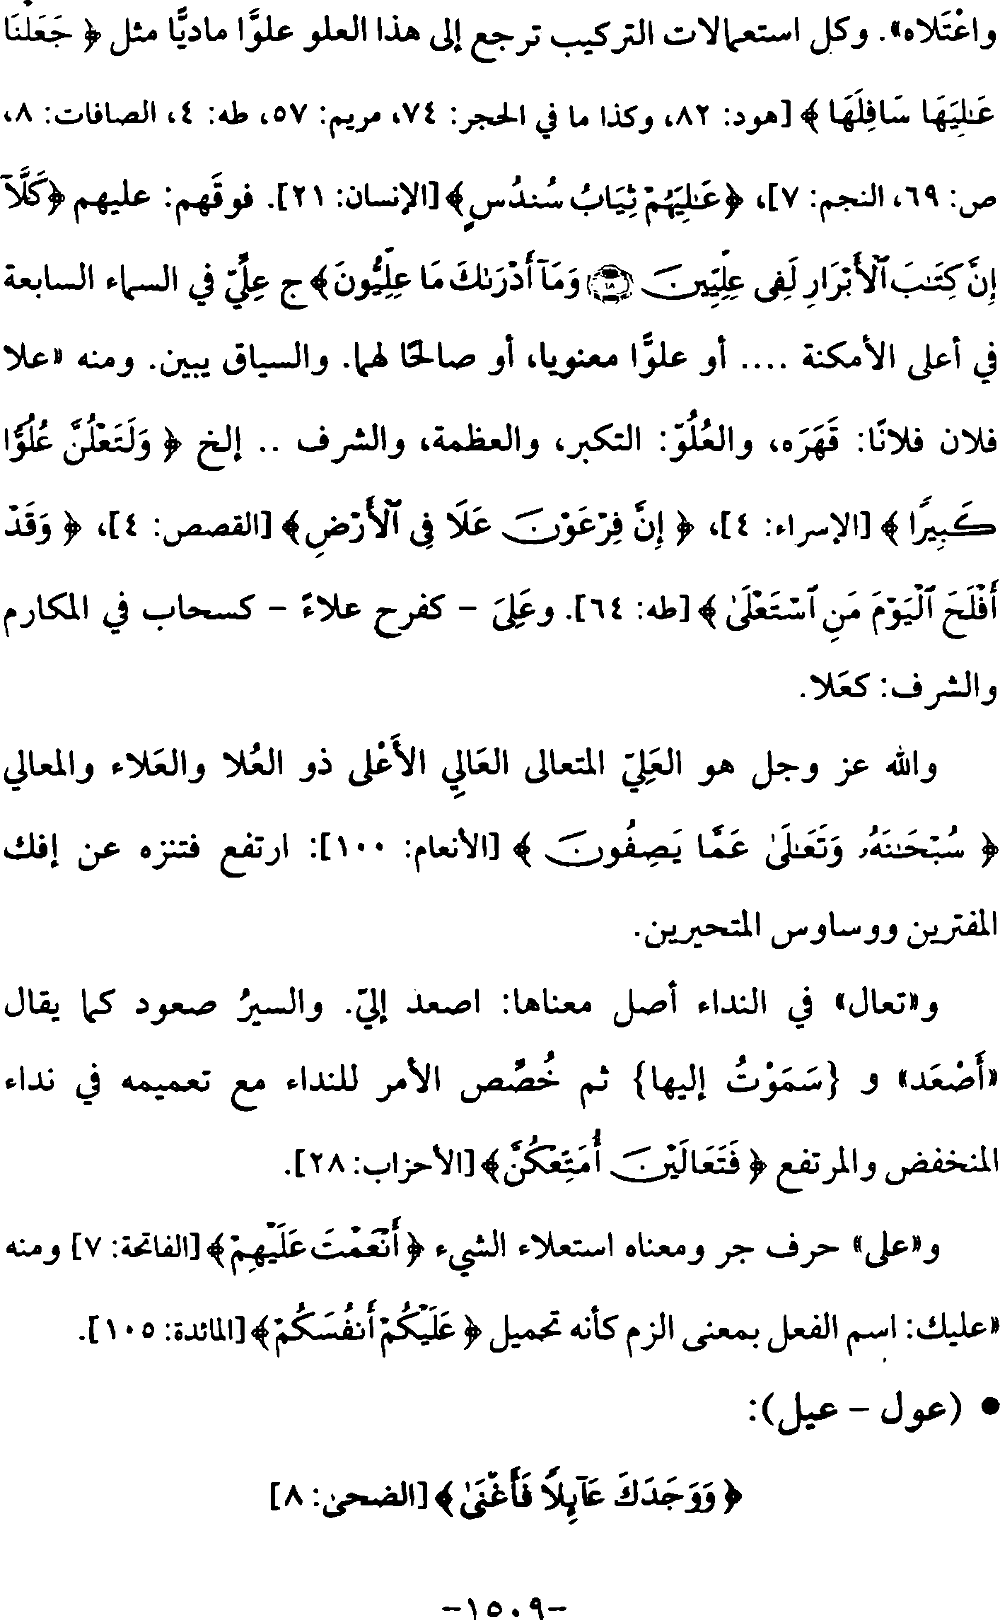 واعْتَلاه». وكل استعمالات التركيب ترجع إلى هذا العلو علوًّا ماديًّا مثل ﴿ جَعَلْنَا
عَـٰلِيَهَا سَافِلَهَا ﴾ [هود: ٨٢، وكذا ما في الحجر: ٧٤، مريم: ٥٧، طه: ٤، الصافات: ٨،
ص: ٦٩، النجم: ٧]، ﴿عَـٰلِيَهُمْ ثِيَابُ سُندُسٍ﴾ [الإنسان: ٢١]. فوقَهم: عليهم ﴿كَلَّآ
إِنَّ كِتَـٰبَ ٱلْأَبْرَارِ لَفِى عِلِّيِّينَ ۝١٨ وَمَآ أَدْرَىٰكَ مَا عِلِّيُّونَ﴾ ج عِلِّيّ في السماء السابعة
في أعلى الأمكنة .... أو علوًّا معنويا، أو صالحًا لهما. والسياق يبين. ومنه «علا
فلان فلانًا: قَهَرَه، والعُلُوّ: التكبر، والعظمة، والشرف .. إلخ ﴿ وَلَتَعْلُنَّ عُلُوًّا
كَبِيرًا ﴾ [الإسراء: ٤]، ﴿ إِنَّ فِرْعَوْنَ عَلَا فِى ٱلْأَرْضِ﴾ [القصص: ٤]، ﴿ وَقَدْ
أَفْلَحَ ٱلْيَوْمَ مَنِ ٱسْتَعْلَىٰ ﴾ [طه: ٦٤]. وعَلِىَ - كفرح علاءً - كسحاب في المكارم
والشرف: كعَلا.
والله عز وجل هو العَلِيّ المتعالى العَالِي الأَعْلى ذو العُلا والعَلاء والمعالي
﴿ سُبْحَـٰنَهُۥ وَتَعَـٰلَىٰ عَمَّا يَصِفُونَ ﴾ [الأنعام: ١٠٠]: ارتفع فتنزه عن إفك
المفترين ووساوس المتحيرين.
و«تعال» في النداء أصل معناها: اصعد إليّ. والسيرُ صعود كما يقال
«أَصْعَد» و {سَمَوْتُ إليها} ثم خُصِّص الأمر للنداء مع تعميمه في نداء
المنخفض والمرتفع ﴿ فَتَعَالَيْنَ أُمَتِّعْكُنَّ﴾ [الأحزاب: ٢٨].
و«على» حرف جر ومعناه استعلاء الشيء ﴿ أَنْعَمْتَ عَلَيْهِمْ﴾ [الفاتحة: ٧] ومنه
«عليك: اسم الفعل بمعنى الزم كأنه تحميل ﴿ عَلَيْكُمْ أَنفُسَكُمْ﴾ [المائدة: ١٠٥].
● (عول - عيل):
﴿ وَوَجَدَكَ عَآئِلًا فَأَغْنَىٰ﴾ [الضحى: ٨]
-١٥٠٩-